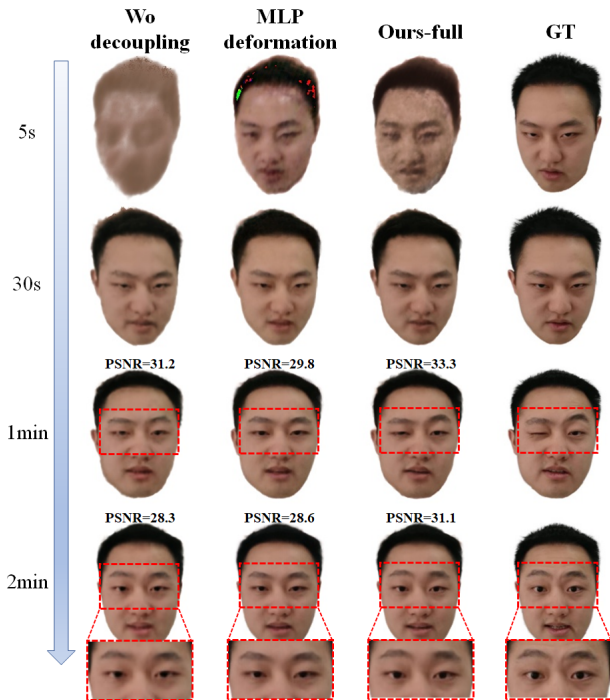 Wo decoupling
MLP deformation
Ours-full
GT
5s
30s
PSNR=31.2
PSNR=29.8
PSNR=33.3
1min
PSNR=28.3
PSNR=28.6
PSNR=31.1
2min